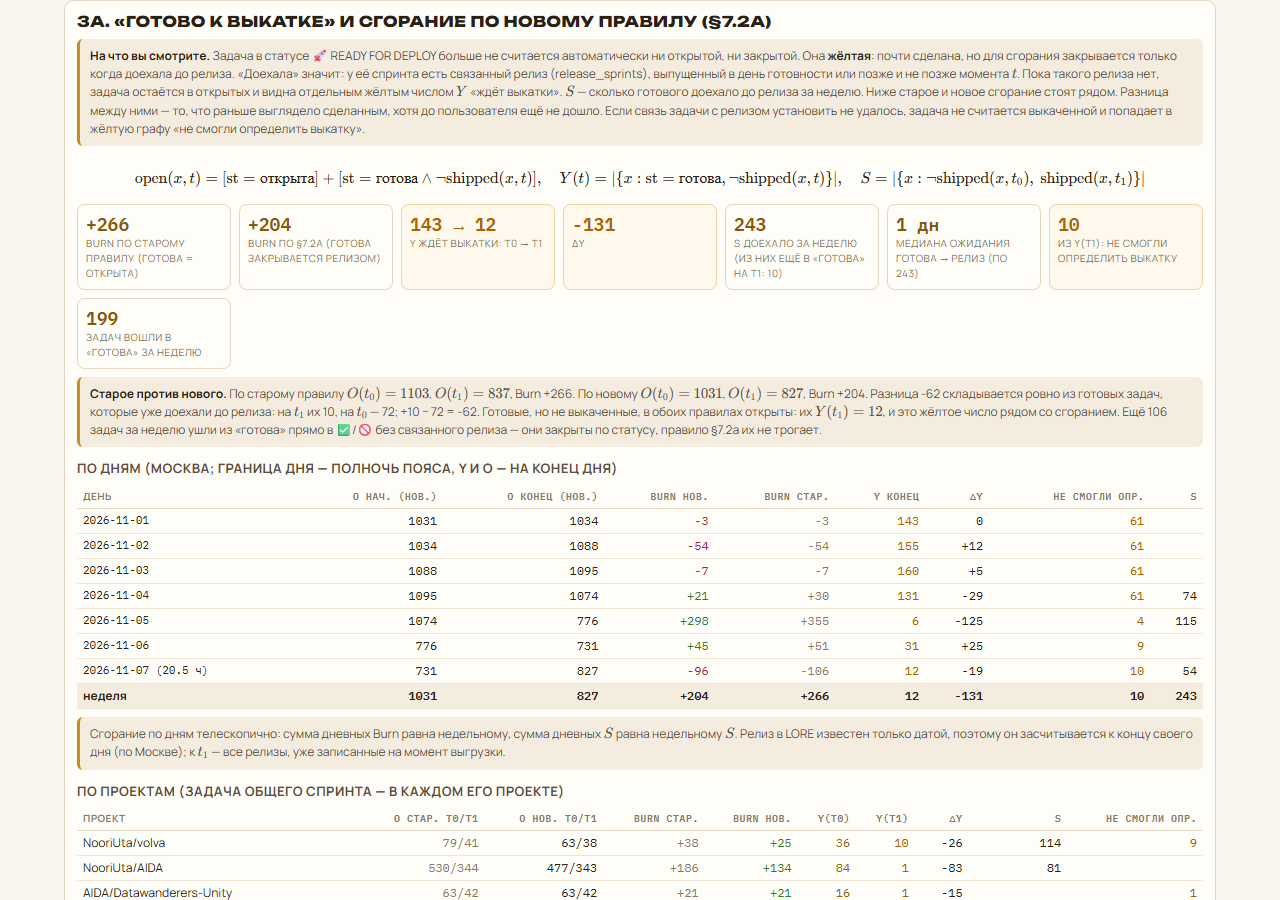 3А. «ГОТОВО К ВЫКАТКЕ» И СГОРАНИЕ ПО НОВОМУ ПРАВИЛУ (§7.2А)
На что вы смотрите. Задача в статусе 🚀 READY FOR DEPLOY больше не считается автоматически ни открытой, ни закрытой. Она жёлтая: почти сделана, но для сгорания закрывается только
когда доехала до релиза. «Доехала» значит: у её спринта есть связанный релиз (release_sprints), выпущенный в день готовности или позже и не позже момента t. Пока такого релиза нет,
задача остаётся в открытых и видна отдельным жёлтым числом Y «ждёт выкатки». S — сколько готового доехало до релиза за неделю. Ниже старое и новое сгорание стоят рядом. Разница
между ними — то, что раньше выглядело сделанным, хотя до пользователя ещё не дошло. Если связь задачи с релизом установить не удалось, задача не считается выкаченной и попадает в
жёлтую графу «не смогли определить выкатку».
open(x, t) = [st = открыта] + [st = готова ∧ ¬shipped(x, t)], Y(t) = |{x : st = готова, ¬shipped(x, t)}|, S = |{x : ¬shipped(x, t₀), shipped(x, t₁)}|
+266
BURN ПО СТАРОМУ
ПРАВИЛУ (ГОТОВА =
ОТКРЫТА)
+204
BURN ПО §7.2А (ГОТОВА
ЗАКРЫВАЕТСЯ РЕЛИЗОМ)
143 → 12
Y ЖДЁТ ВЫКАТКИ: T0 → T1
-131
ΔY
243
S ДОЕХАЛО ЗА НЕДЕЛЮ
(ИЗ НИХ ЕЩЁ В «ГОТОВА»
НА T1: 10)
1 дн
МЕДИАНА ОЖИДАНИЯ
ГОТОВА → РЕЛИЗ (ПО
243)
10
ИЗ Y(T1): НЕ СМОГЛИ
ОПРЕДЕЛИТЬ ВЫКАТКУ
199
ЗАДАЧ ВОШЛИ В
«ГОТОВА» ЗА НЕДЕЛЮ
Старое против нового. По старому правилу O(t₀) = 1103, O(t₁) = 837, Burn +266. По новому O(t₀) = 1031, O(t₁) = 827, Burn +204. Разница -62 складывается ровно из готовых задач,
которые уже доехали до релиза: на t₁ их 10, на t₀ – 72; +10 − 72 = -62. Готовые, но не выкаченные, в обоих правилах открыты: их Y(t₁) = 12, и это жёлтое число рядом со сгоранием. Ещё 106
задач за неделю ушли из «готова» прямо в ✅ / 🚫 без связанного релиза — они закрыты по статусу, правило §7.2а их не трогает.
ПО ДНЯМ (МОСКВА; ГРАНИЦА ДНЯ — ПОЛНОЧЬ ПОЯСА, Y И O — НА КОНЕЦ ДНЯ)
ДЕНЬ O НАЧ. (НОВ.) O КОНЕЦ (НОВ.) BURN НОВ. BURN СТАР. Y КОНЕЦ ΔY НЕ СМОГЛИ ОПР. S
2026-11-01 1031 1034 -3 -3 143 0 61
2026-11-02 1034 1088 -54 -54 155 +12 61
2026-11-03 1088 1095 -7 -7 160 +5 61
2026-11-04 1095 1074 +21 +30 131 -29 61 74
2026-11-05 1074 776 +298 +355 6 -125 4 115
2026-11-06 776 731 +45 +51 31 +25 9
2026-11-07 (20.5 ч) 731 827 -96 -106 12 -19 10 54
неделя 1031 827 +204 +266 12 -131 10 243
Сгорание по дням телескопично: сумма дневных Burn равна недельному, сумма дневных S равна недельному S. Релиз в LORE известен только датой, поэтому он засчитывается к концу своего
дня (по Москве); к t₁ — все релизы, уже записанные на момент выгрузки.
ПО ПРОЕКТАМ (ЗАДАЧА ОБЩЕГО СПРИНТА — В КАЖДОМ ЕГО ПРОЕКТЕ)
ПРОЕКТ O СТАР. T0/T1 O НОВ. T0/T1 BURN СТАР. BURN НОВ. Y(T0) Y(T1) ΔY S НЕ СМОГЛИ ОПР.
NooriUta/volva 79/41 63/38 +38 +25 36 10 -26 114 9
NooriUta/AIDA 530/344 477/343 +186 +134 84 1 -83 81
AIDA/Datawanderers-Unity 63/42 63/42 +21 +21 16 1 -15 1